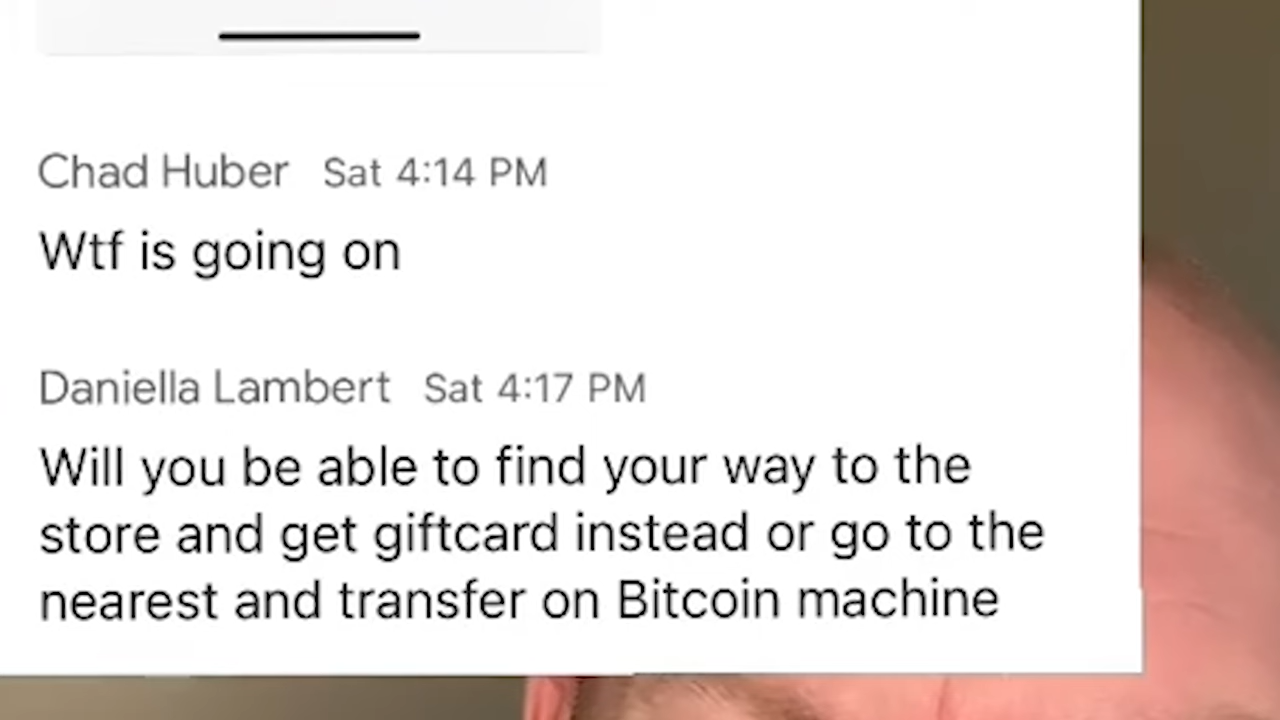 Chad Huber Sat 4:14 PM
Wtf is going on
Daniella Lambert Sat 4:17 PM
Will you be able to find your way to the
store and get giftcard instead or go to the
nearest and transfer on Bitcoin machine